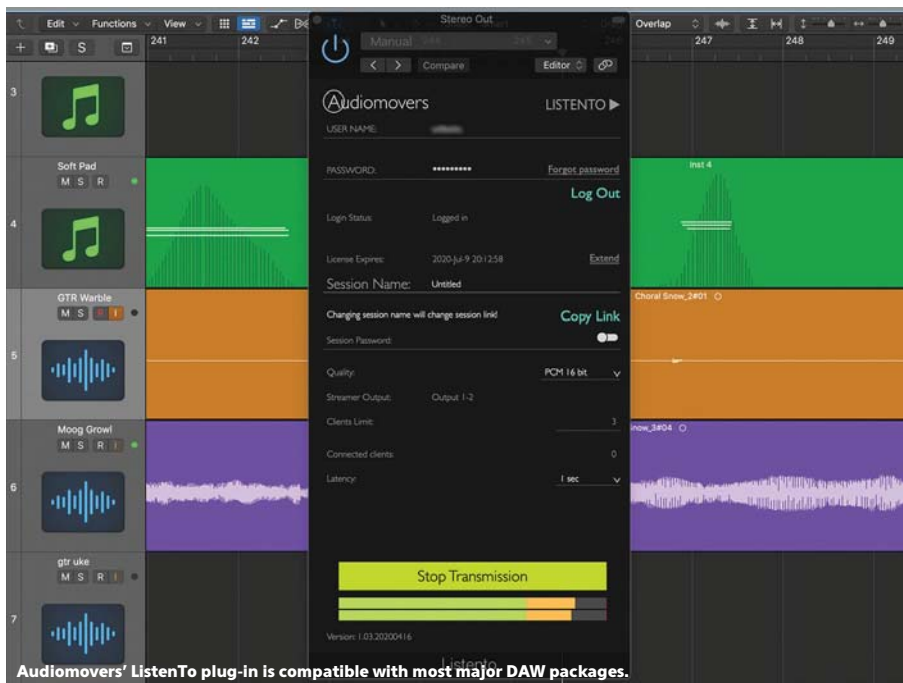 Edit Functions View Overlap
Stereo Out
Manual
+ S 241 242 247 248 249
Compare Editor
3
Audiomovers LISTENTO
USER NAME:
PASSWORD: ••••••••• Forgot password
Log Out
Soft Pad
M S R
Inst 4
4
Login Status: Logged in
License Expires: 2020-Jul-9 20:12:58 Extend
Session Name: Untitled
GTR Warble
M S R I
Choral Snow_2#01
Changing session name will change session link! Copy Link
Session Password:
5
Quality: PCM 16 bit
Streamer Output: Output 1-2
Clients Limit: 3
Moog Growl
M S R I
now_3#04
Connected clients: 0
Latency: 1 sec
6
gtr uke
M S R I
Stop Transmission
7
Version: 1.03.20200416
Listento
Audiomovers' ListenTo plug-in is compatible with most major DAW packages.